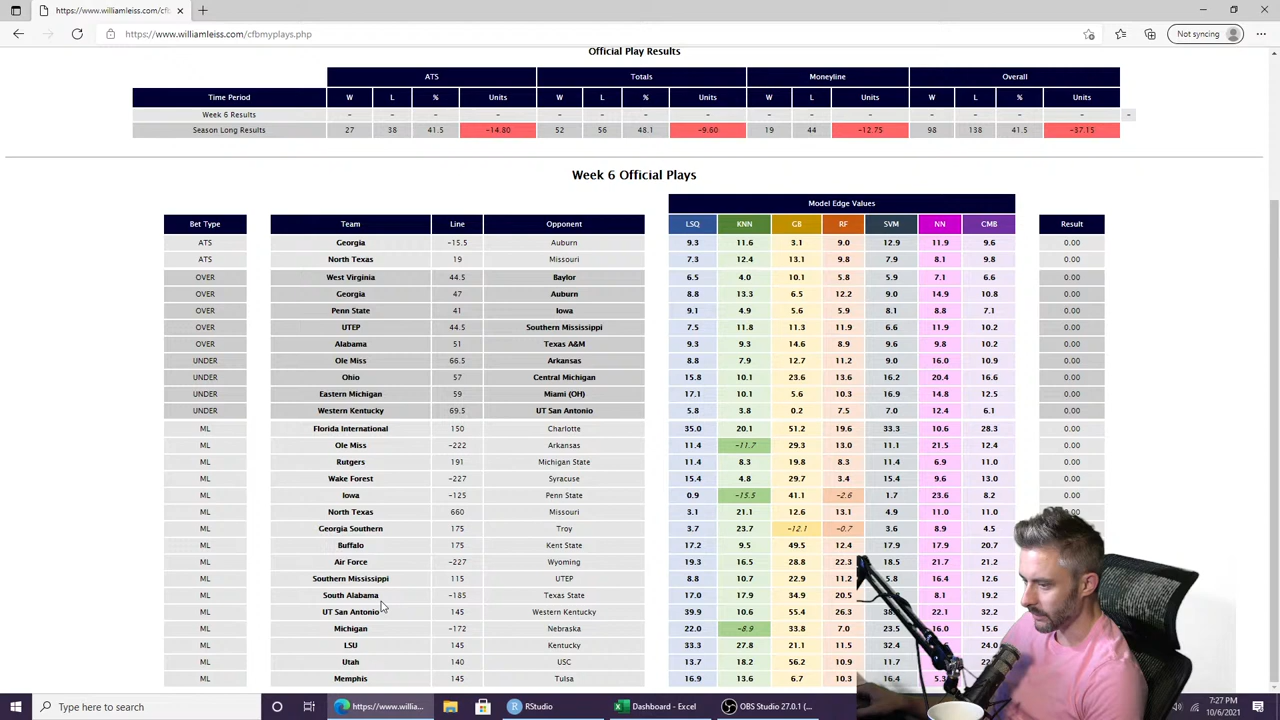 https://www.williamleiss.com/cfb
https://www.williamleiss.com/cfbmyplays.php
Not syncing
Official Play Results
ATS Totals Moneyline Overall
Time Period W L % Units W L % Units W L Units W L % Units
Week 6 Results - - - - - - - - - - - - - - - -
Season Long Results 27 38 41.5 -14.80 52 56 48.1 -9.60 19 44 -12.75 98 138 41.5 -37.15
Week 6 Official Plays
Model Edge Values
Bet Type Team Line Opponent LSQ KNN GB RF SVM NN CMB Result
ATS Georgia -15.5 Auburn 9.3 11.6 3.1 9.0 12.9 11.9 9.6 0.00
ATS North Texas 19 Missouri 7.3 12.4 13.1 9.8 7.9 8.1 9.8 0.00
OVER West Virginia 44.5 Baylor 6.5 4.0 10.1 5.8 5.9 7.1 6.6 0.00
OVER Georgia 47 Auburn 8.8 13.3 6.5 12.2 9.0 14.9 10.8 0.00
OVER Penn State 41 Iowa 9.1 4.9 5.6 5.9 8.1 8.8 7.1 0.00
OVER UTEP 44.5 Southern Mississippi 7.5 11.8 11.3 11.9 6.6 11.9 10.2 0.00
OVER Alabama 51 Texas A&M 9.3 9.3 14.6 8.9 9.6 9.8 10.2 0.00
UNDER Ole Miss 66.5 Arkansas 8.8 7.9 12.7 11.2 9.0 16.0 10.9 0.00
UNDER Ohio 57 Central Michigan 15.8 10.1 23.6 13.6 16.2 20.4 16.6 0.00
UNDER Eastern Michigan 59 Miami (OH) 17.1 10.1 5.6 10.3 16.9 14.8 12.5 0.00
UNDER Western Kentucky 69.5 UT San Antonio 5.8 3.8 0.2 7.5 7.0 12.4 6.1 0.00
ML Florida International 150 Charlotte 35.0 20.1 51.2 19.6 33.3 10.6 28.3 0.00
ML Ole Miss -222 Arkansas 11.4 -11.7 29.3 13.0 11.1 21.5 12.4 0.00
ML Rutgers 191 Michigan State 11.4 8.3 19.8 8.3 11.4 6.9 11.0 0.00
ML Wake Forest -227 Syracuse 15.4 4.8 29.7 3.4 15.4 9.6 13.0 0.00
ML Iowa -125 Penn State 0.9 -15.5 41.1 -2.6 1.7 23.6 8.2 0.00
ML North Texas 660 Missouri 3.1 21.1 12.6 13.1 4.9 11.0 11.0 0.00
ML Georgia Southern 175 Troy 3.7 23.7 -12.1 -0.7 3.6 8.9 4.5
ML Buffalo 175 Kent State 17.2 9.5 49.5 12.4 17.9 17.9 20.7
ML Air Force -227 Wyoming 19.3 16.5 28.8 22.3 18.5 21.7 21.2
ML Southern Mississippi 115 UTEP 8.8 10.7 22.9 11.2 5.8 16.4 12.6
ML South Alabama -185 Texas State 17.0 17.9 34.9 20.5 8.1 19.2
ML UT San Antonio 145 Western Kentucky 39.9 10.6 55.4 26.3 22.1 32.2
ML Michigan -172 Nebraska 22.0 -8.9 33.8 7.0 23.5 16.0 15.6
ML LSU 145 Kentucky 33.3 27.8 21.1 11.5 32.4 24.0
ML Utah 140 USC 13.7 18.2 56.2 10.9 11.7
ML Memphis 145 Tulsa 16.9 13.6 6.7 10.3 16.4
Type here to search
https://www.willia...
RStudio
Dashboard - Excel
OBS Studio 27.0.1 (...
7:27 PM
10/6/2021